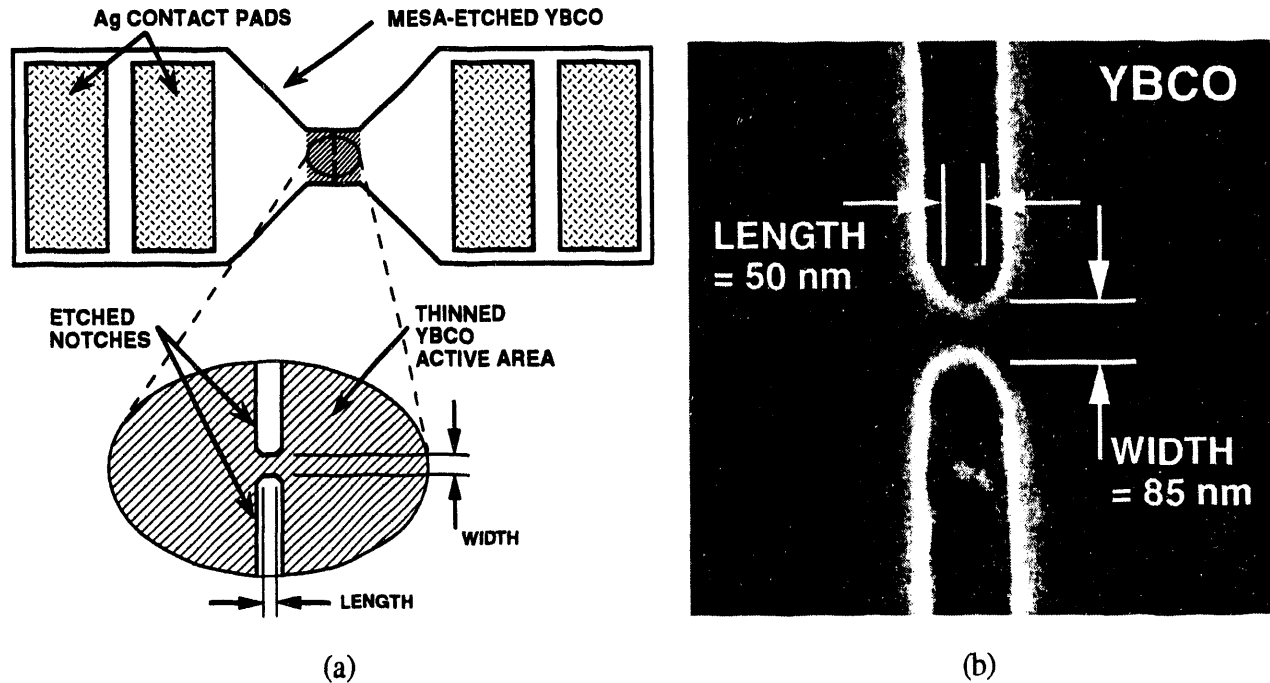 Ag CONTACT PADS
MESA-ETCHED YBCO
ETCHED
NOTCHES
THINNED
YBCO
ACTIVE AREA
WIDTH
LENGTH
(a)
YBCO
LENGTH
= 50 nm
WIDTH
= 85 nm
(b)